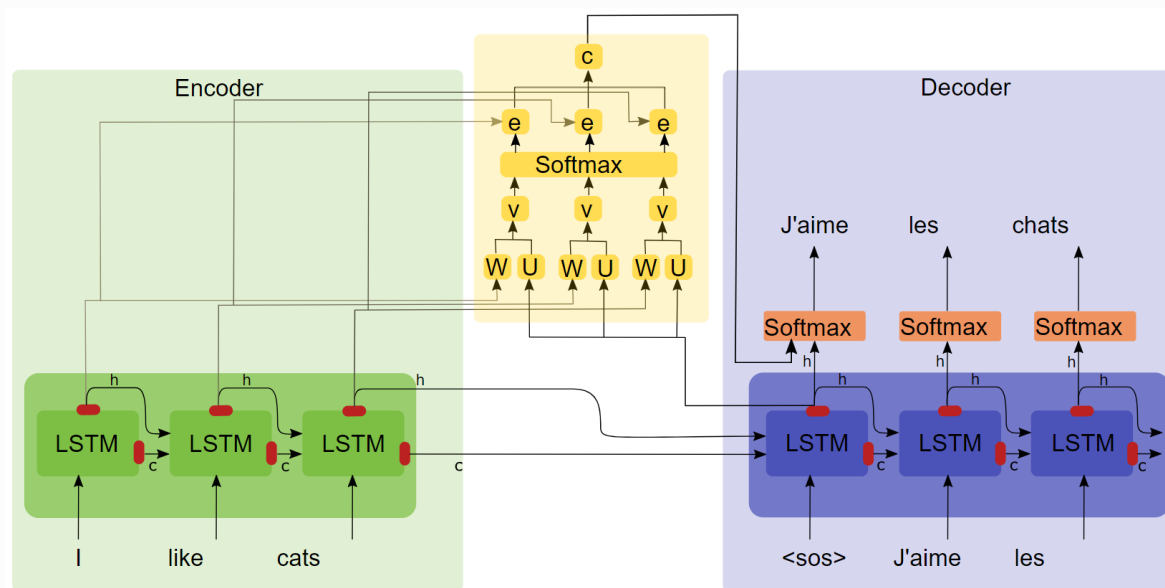 Encoder
c
Decoder
e e e
Softmax
v v v
J'aime les chats
W U W U W U
Softmax Softmax Softmax
h h h
h h h h h
LSTM LSTM LSTM LSTM LSTM LSTM
c c c c c c
I like cats <sos> J'aime les